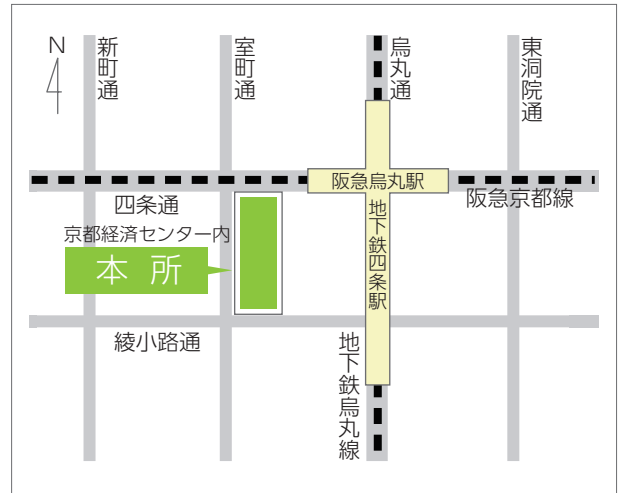 N
新町通
室町通
烏丸通
東洞院通
阪急烏丸駅
四条通
阪急京都線
京都経済センター内
本所
地下鉄四条駅
綾小路通
地下鉄烏丸線